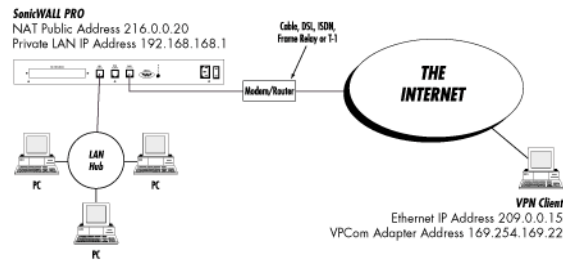 SonicWALL PRO
NAT Public Address 216.0.0.20
Private LAN IP Address 192.168.168.1
Cable, DSL, ISDN,
Frame Relay or T-1
Modem/Router
THE
INTERNET
LAN
Hub
PC
PC
PC
VPN Client
Ethernet IP Address 209.0.0.15
VPCom Adapter Address 169.254.169.22